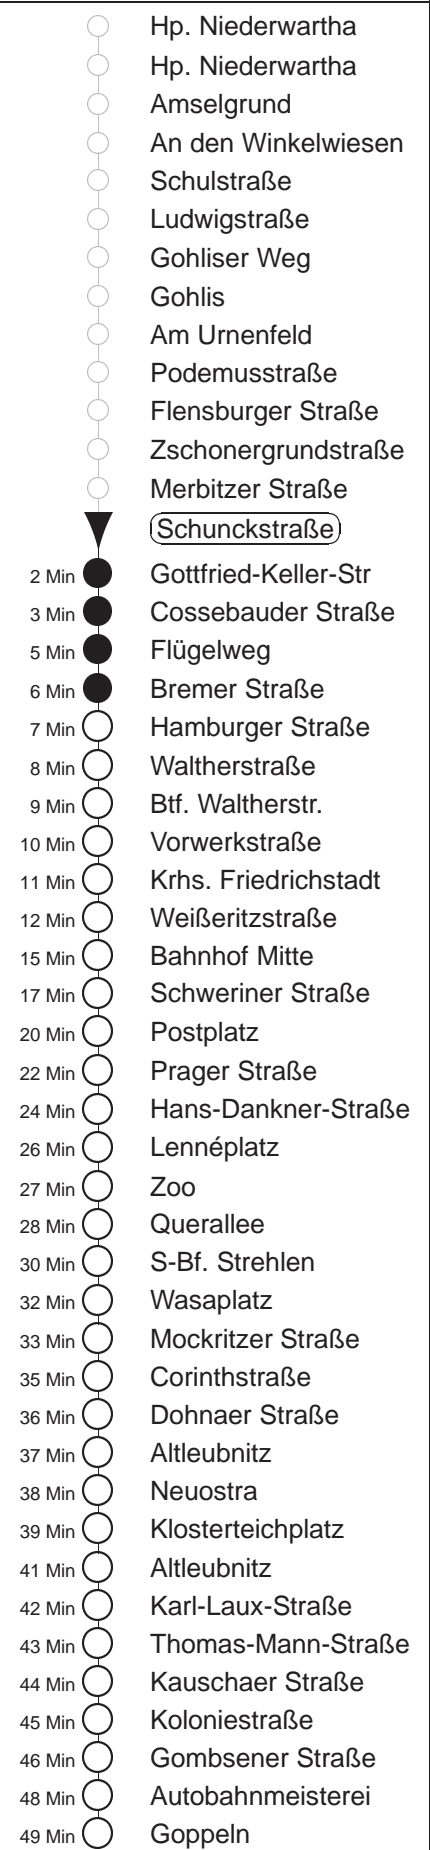 Hp. Niederwartha
Hp. Niederwartha
Amselgrund
An den Winkelwiesen
Schulstraße
Ludwigstraße
Gohliser Weg
Gohlis
Am Urnenfeld
Podemusstraße
Flensburger Straße
Zschonergrundstraße
Merbitzer Straße
Schunckstraße
2 Min Gottfried-Keller-Str
3 Min Cossebauder Straße
5 Min Flügelweg
6 Min Bremer Straße
7 Min Hamburger Straße
8 Min Waltherstraße
9 Min Btf. Waltherstr.
10 Min Vorwerkstraße
11 Min Krhs. Friedrichstadt
12 Min Weißeritzstraße
15 Min Bahnhof Mitte
17 Min Schweriner Straße
20 Min Postplatz
22 Min Prager Straße
24 Min Hans-Dankner-Straße
26 Min Lennéplatz
27 Min Zoo
28 Min Querallee
30 Min S-Bf. Strehlen
32 Min Wasaplatz
33 Min Mockritzer Straße
35 Min Corinthstraße
36 Min Dohnaer Straße
37 Min Altleubnitz
38 Min Neuostra
39 Min Klosterteichplatz
41 Min Altleubnitz
42 Min Karl-Laux-Straße
43 Min Thomas-Mann-Straße
44 Min Kauschaer Straße
45 Min Koloniestraße
46 Min Gombsener Straße
48 Min Autobahnmeisterei
49 Min Goppeln